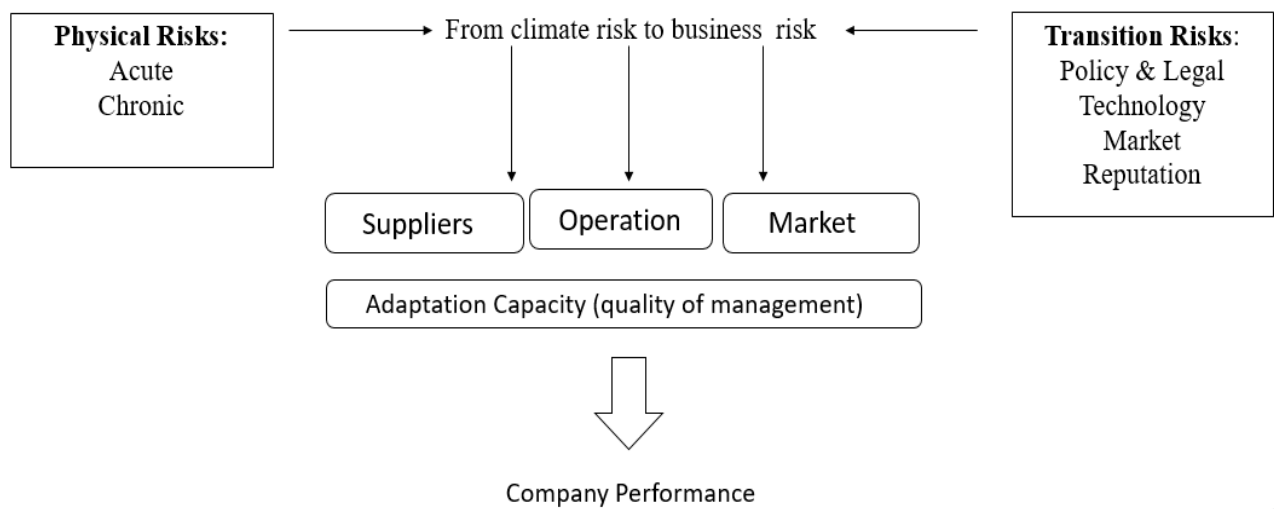 Physical Risks:
Acute
Chronic
From climate risk to business risk
Transition Risks:
Policy & Legal
Technology
Market
Reputation
Suppliers
Operation
Market
Adaptation Capacity (quality of management)
Company Performance